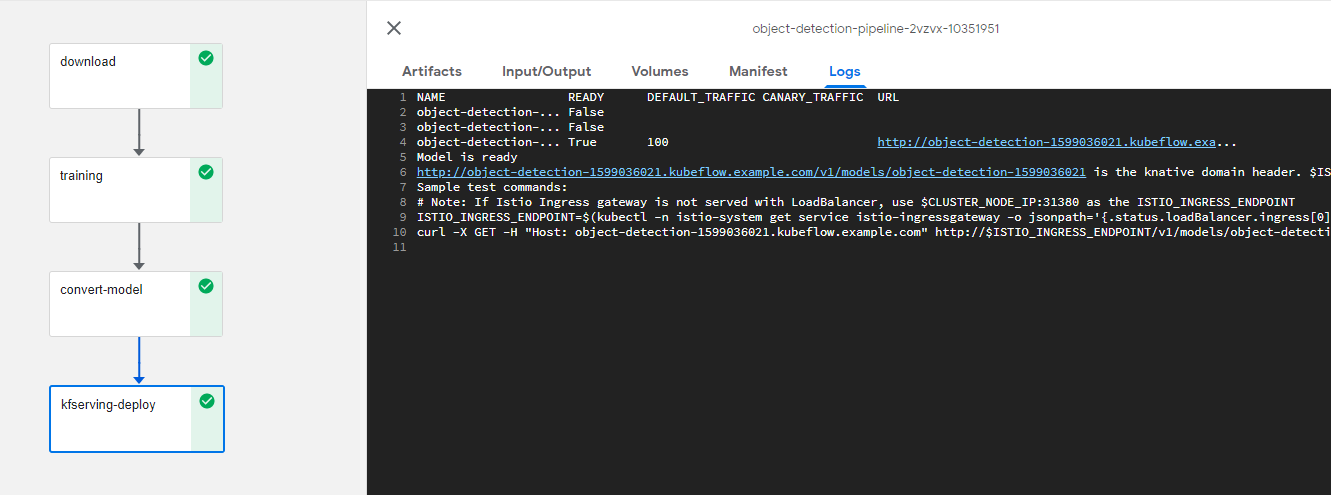 download
training
convert-model
kfserving-deploy
object-detection-pipeline-2vzvx-10351951
Artifacts Input/Output Volumes Manifest Logs
1 NAME READY DEFAULT_TRAFFIC CANARY_TRAFFIC URL
2 object-detection-... False
3 object-detection-... False
4 object-detection-... True 100 http://object-detection-1599036021.kubeflow.exa...
5 Model is ready
6 http://object-detection-1599036021.kubeflow.example.com/v1/models/object-detection-1599036021 is the knative domain header. $IS
7 Sample test commands:
8 # Note: If Istio Ingress gateway is not served with LoadBalancer, use $CLUSTER_NODE_IP:31380 as the ISTIO_INGRESS_ENDPOINT
9 ISTIO_INGRESS_ENDPOINT=$(kubectl -n istio-system get service istio-ingressgateway -o jsonpath='{.status.loadBalancer.ingress[0]
10 curl -X GET -H "Host: object-detection-1599036021.kubeflow.example.com" http://$ISTIO_INGRESS_ENDPOINT/v1/models/object-detecti
11